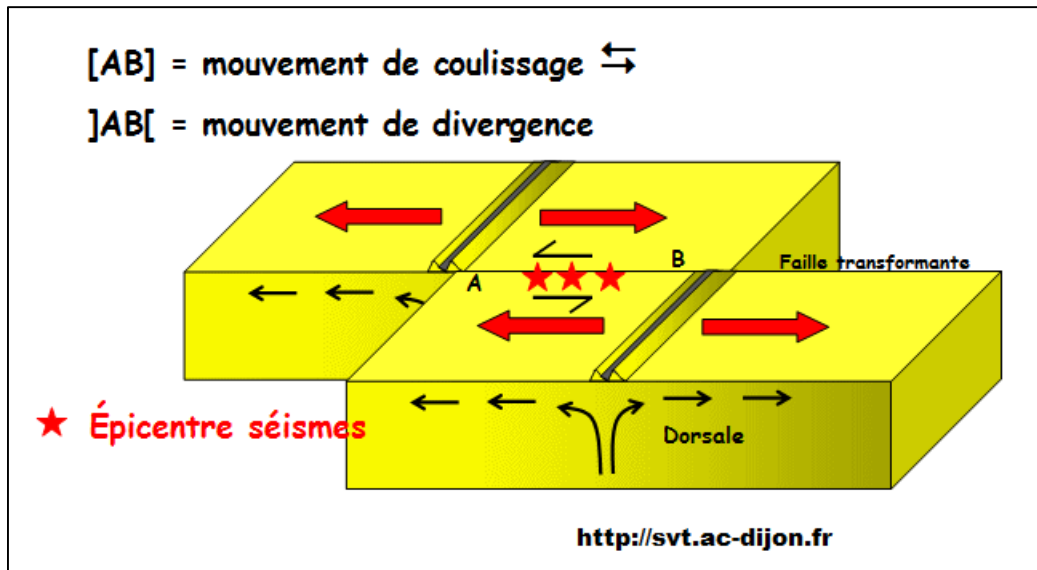 [AB] = mouvement de coulissage
]AB[ = mouvement de divergence
B
Faille transformante
A
★ Épicentre séismes
Dorsale
http://svt.ac-dijon.fr